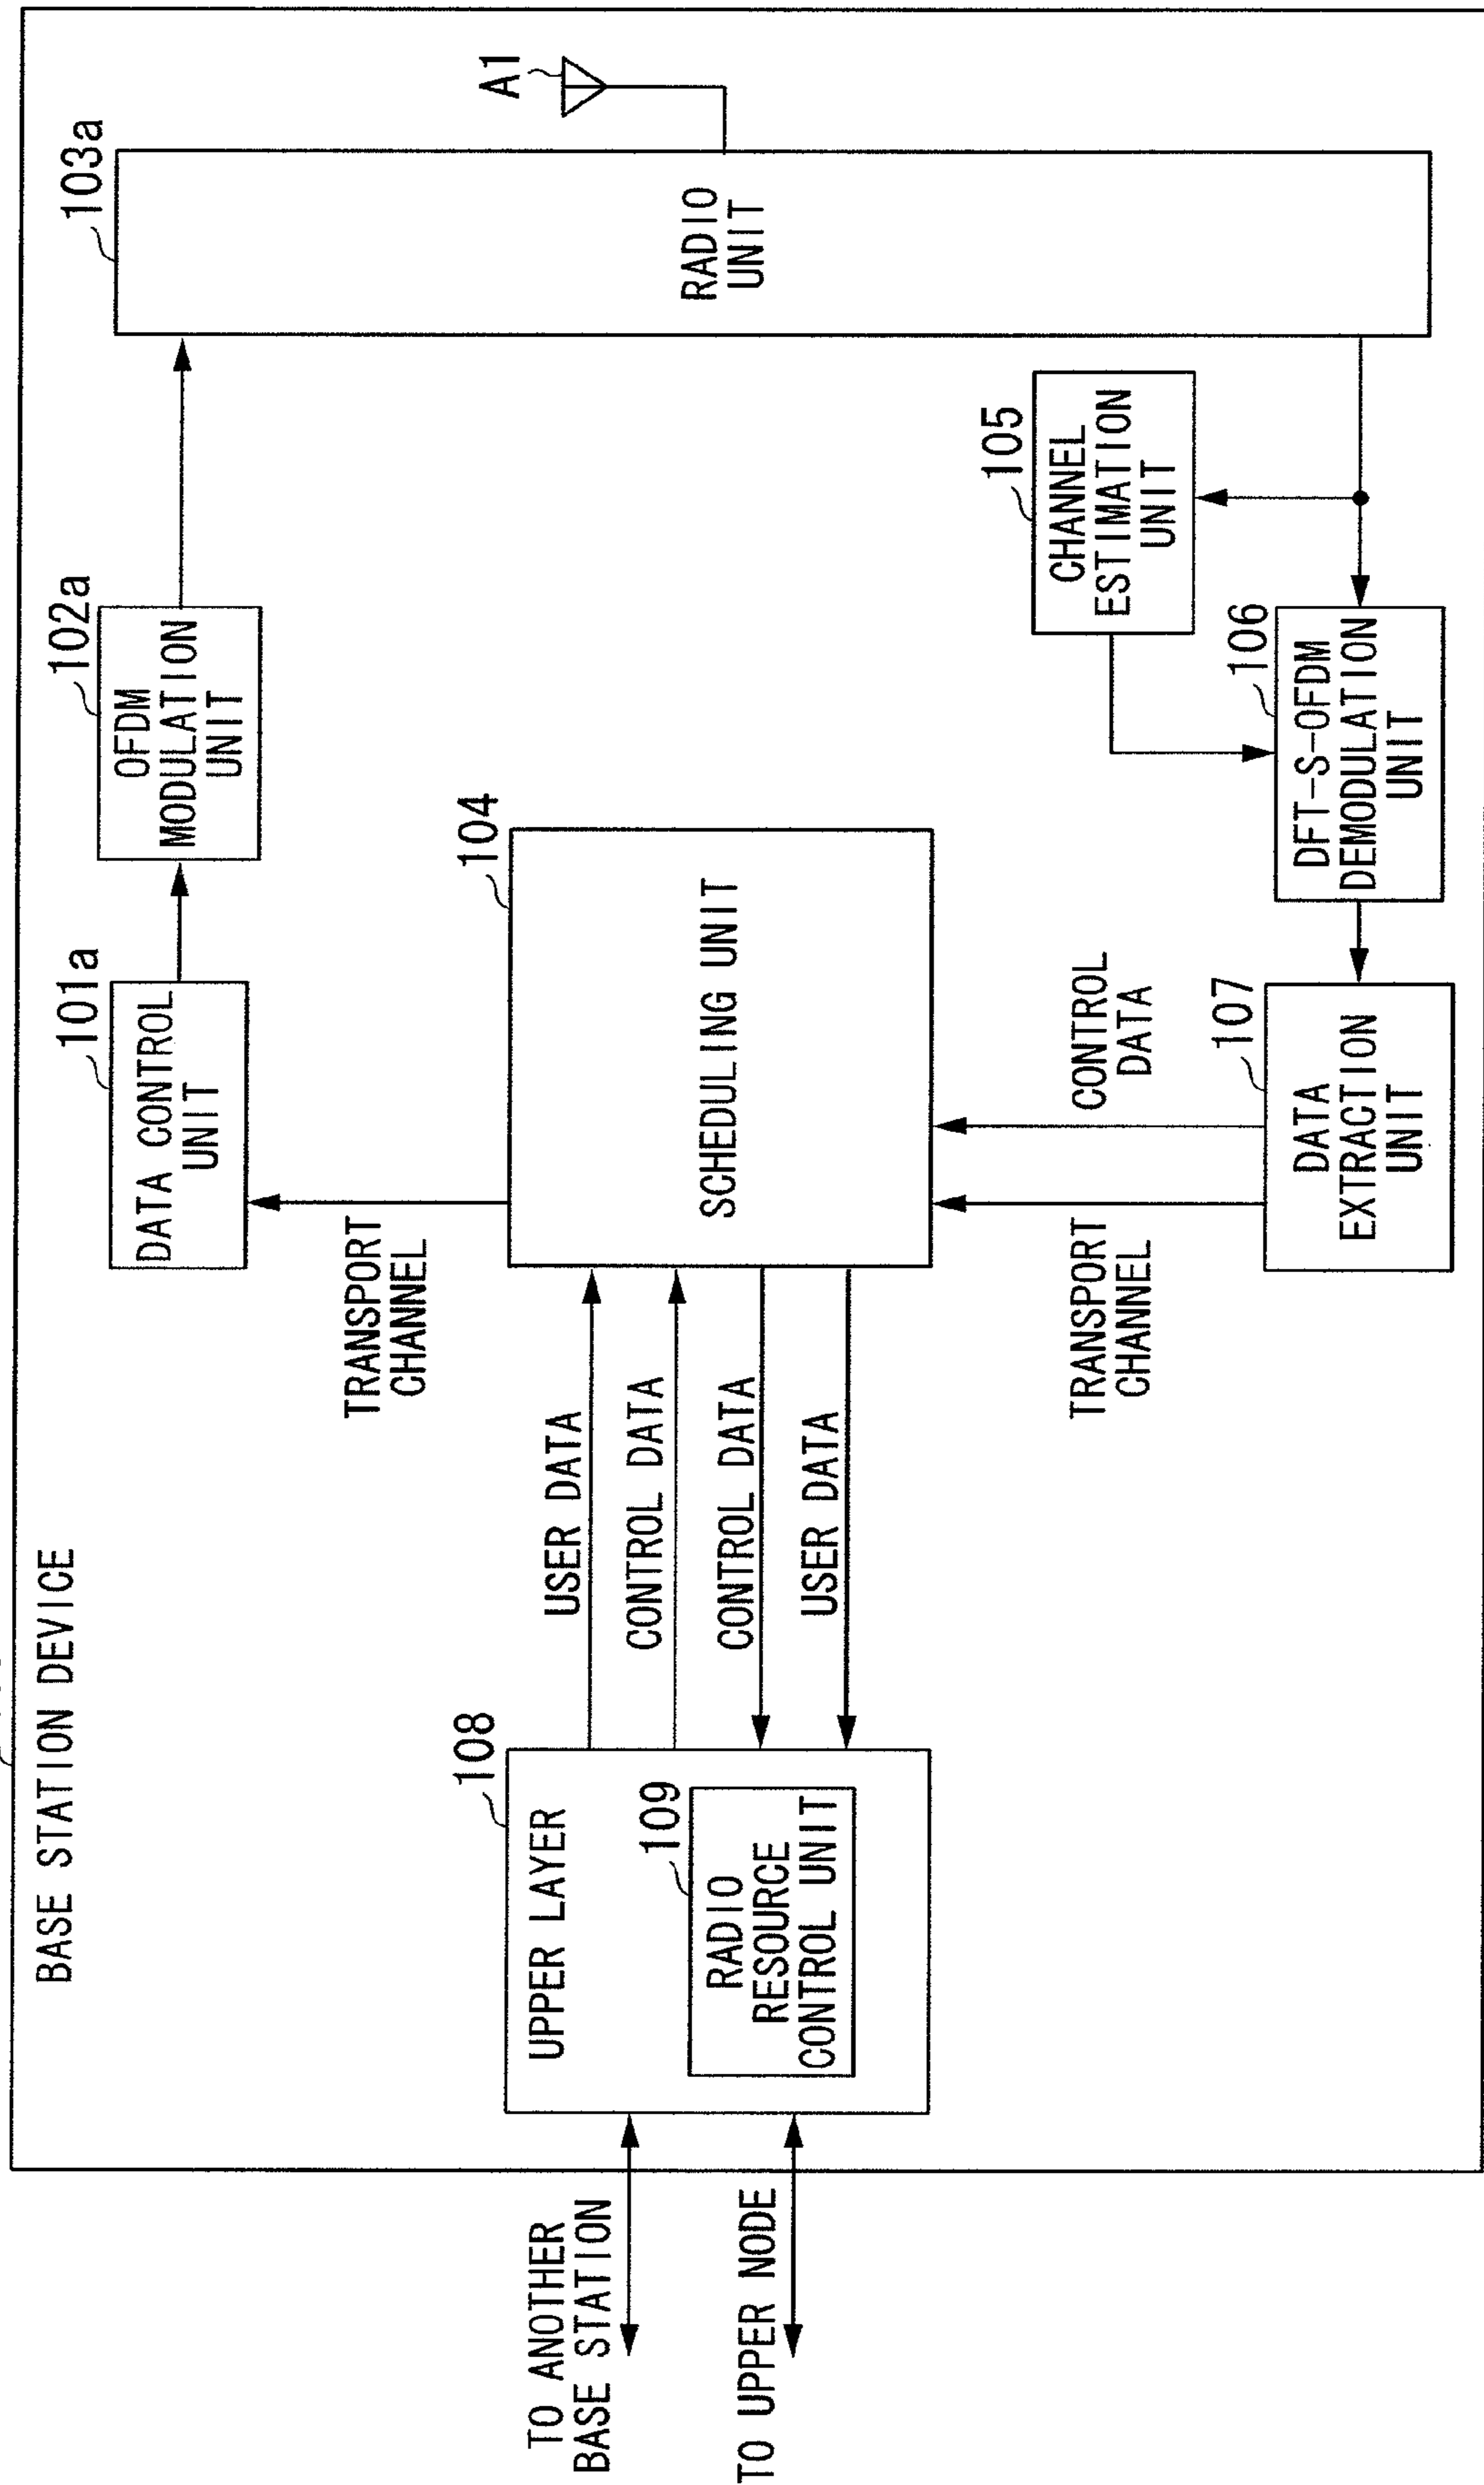 BASE STATION DEVICE
TO ANOTHER
BASE STATION
TO UPPER NODE
108
UPPER LAYER
109
RADIO
RESOURCE
CONTROL UNIT
USER DATA
CONTROL DATA
CONTROL DATA
USER DATA
TRANSPORT
CHANNEL
101a
DATA CONTROL
UNIT
102a
OFDM
MODULATION
UNIT
103a
RADIO
UNIT
A1
104
SCHEDULING UNIT
105
CHANNEL
ESTIMATION
UNIT
106
DFT-S-OFDM
DEMODULATION
UNIT
107
DATA
EXTRACTION
UNIT
CONTROL
DATA
TRANSPORT
CHANNEL